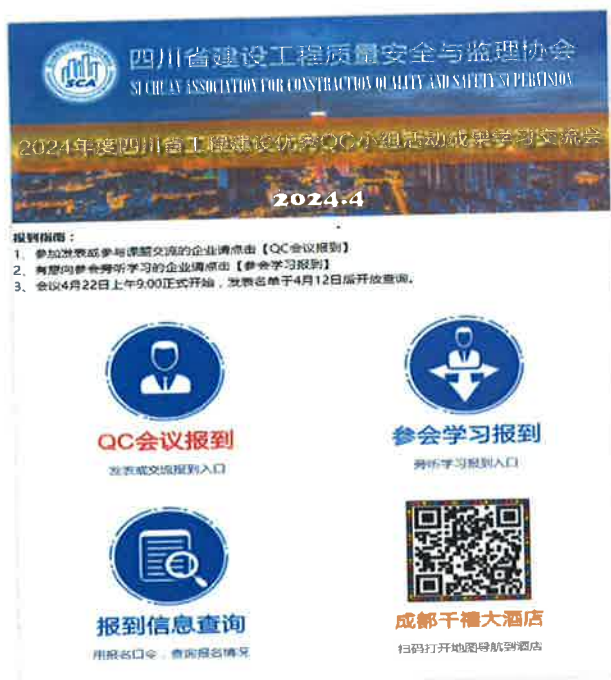 四川省建设工程质量安全与监理协会
SICHUAN ASSOCIATION FOR CONSTRACTION QUALITY AND SAFETY SUPERVISION
SCA
2024年度四川省工程建设优秀QC小组活动成果学习交流会
2024.4
报到指南：
1、参加发表或参与课题交流的企业请点击【QC会议报到】
2、有意向参会旁听学习的企业请点击【参会学习报到】
3、会议4月22日上午9:00正式开始，发表名单于4月12日后开放查询。
QC会议报到
发表或交流报到入口
参会学习报到
旁听学习报到入口
报到信息查询
用报名口令，查询报名情况
成都千禧大酒店
扫码打开地图导航到酒店